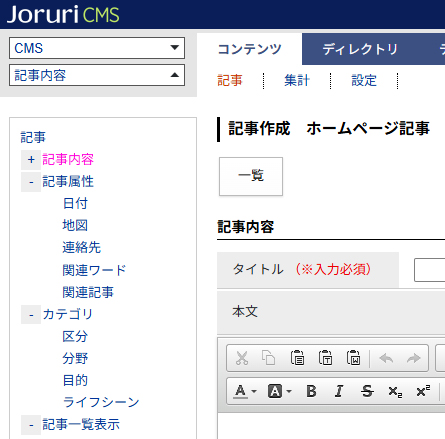 Joruri CMS
CMS
記事内容
コンテンツ ディレクトリ
記事 集計 設定
記事
+ 記事内容
- 記事属性
日付
地図
連絡先
関連ワード
関連記事
- カテゴリ
区分
分野
目的
ライフシーン
- 記事一覧表示
記事作成 ホームページ記事
一覧
記事内容
タイトル (※入力必須)
本文
A A B I S x₂ x²